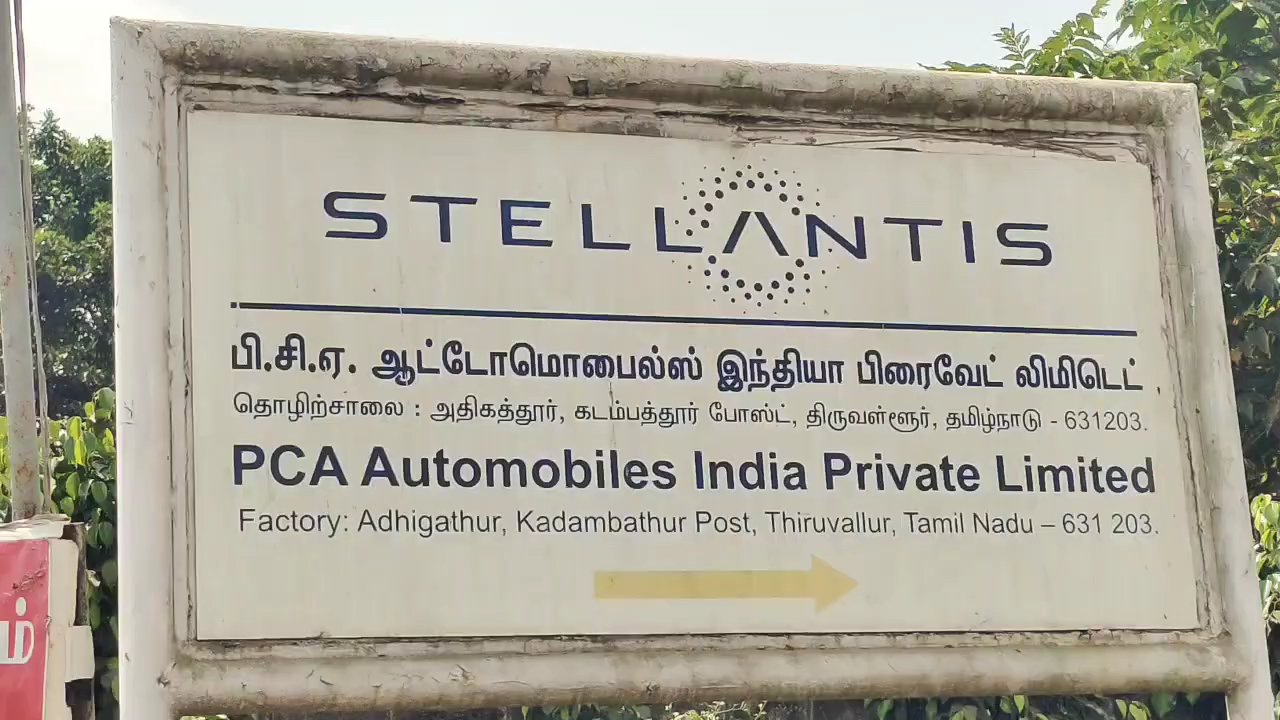 STELLANTIS
பி.சி.ஏ. ஆட்டோமொபைல்ஸ் இந்தியா பிரைவேட் லிமிடெட்.
தொழிற்சாலை : அதிகத்தூர், கடம்பத்தூர் போஸ்ட், திருவள்ளூர், தமிழ்நாடு - 631203.
PCA Automobiles India Private Limited
Factory: Adhigathur, Kadambathur Post, Thiruvallur, Tamil Nadu – 631 203.